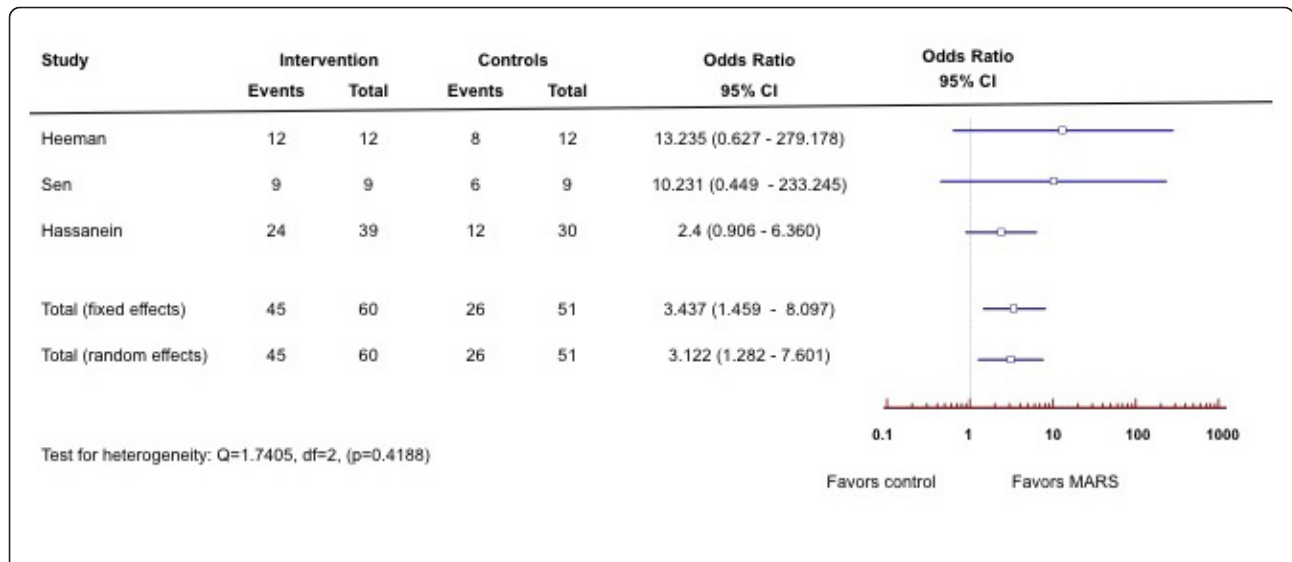 Study Intervention Controls Odds Ratio Odds Ratio
Events Total Events Total 95% CI 95% CI
Heeman 12 12 8 12 13.235 (0.627 - 279.178)
Sen 9 9 6 9 10.231 (0.449 - 233.245)
Hassanein 24 39 12 30 2.4 (0.906 - 6.360)
Total (fixed effects) 45 60 26 51 3.437 (1.459 - 8.097)
Total (random effects) 45 60 26 51 3.122 (1.282 - 7.601)
0.1 1 10 100 1000
Test for heterogeneity: Q=1.7405, df=2, (p=0.4188)
Favors control Favors MARS